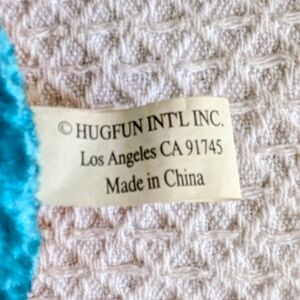 © HUGFUN INT'L INC.
Los Angeles CA 91745
Made in China